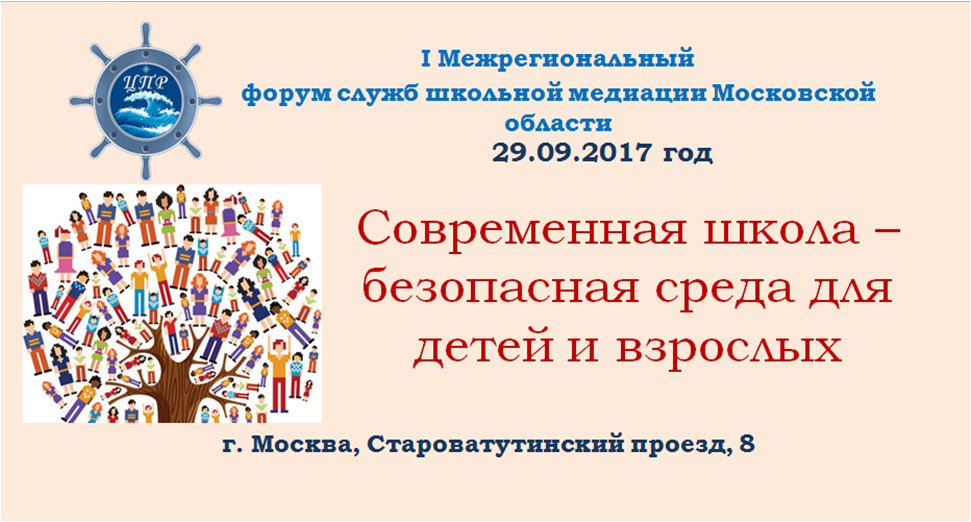 ЦПР
I Межрегиональный
форум служб школьной медиации Московской
области
29.09.2017 год
Современная школа –
безопасная среда для
детей и взрослых
г. Москва, Староватутинский проезд, 8